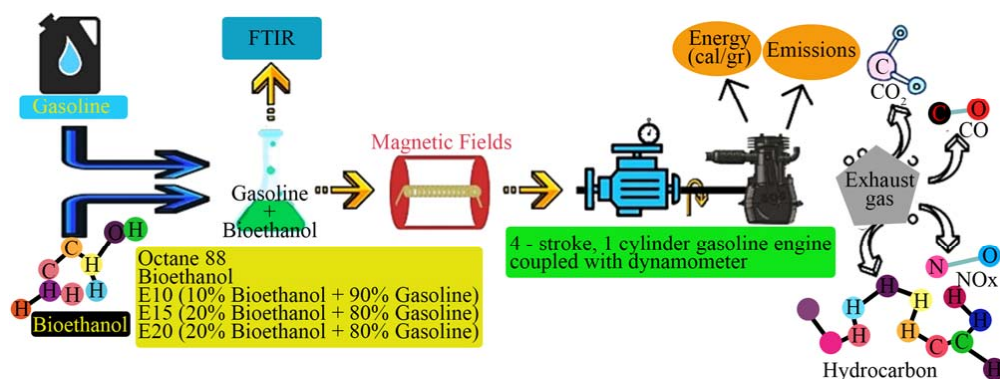 Gasoline
FTIR
Gasoline
+
Bioethanol
Magnetic Fields
Energy
(cal/gr)
Emissions
C
CO2
C
O
CO
Exhaust
gas
N
O
NOx
4 - stroke, 1 cylinder gasoline engine
coupled with dynamometer
Octane 88
Bioethanol
E10 (10% Bioethanol + 90% Gasoline)
E15 (20% Bioethanol + 80% Gasoline)
E20 (20% Bioethanol + 80% Gasoline)
O H
C
H
C
H
H
H
H
Bioethanol
H
H
H
H
H
H
H
H
C
C
H
Hydrocarbon